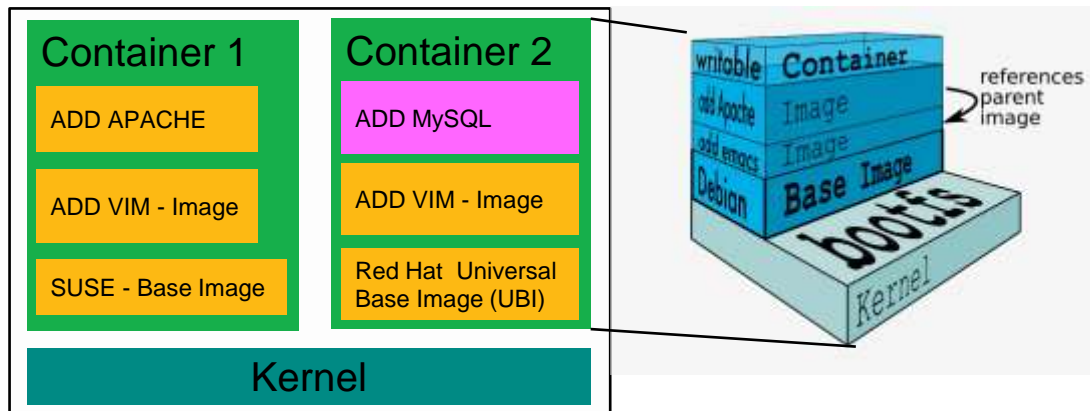 Container 1
ADD APACHE
ADD VIM - Image
SUSE - Base Image
Container 2
ADD MySQL
ADD VIM - Image
Red Hat Universal
Base Image (UBI)
Kernel
writable
Container
add Apache
Image
add emacs
Image
Debian
Base Image
bootfs
Kernel
references
parent
image